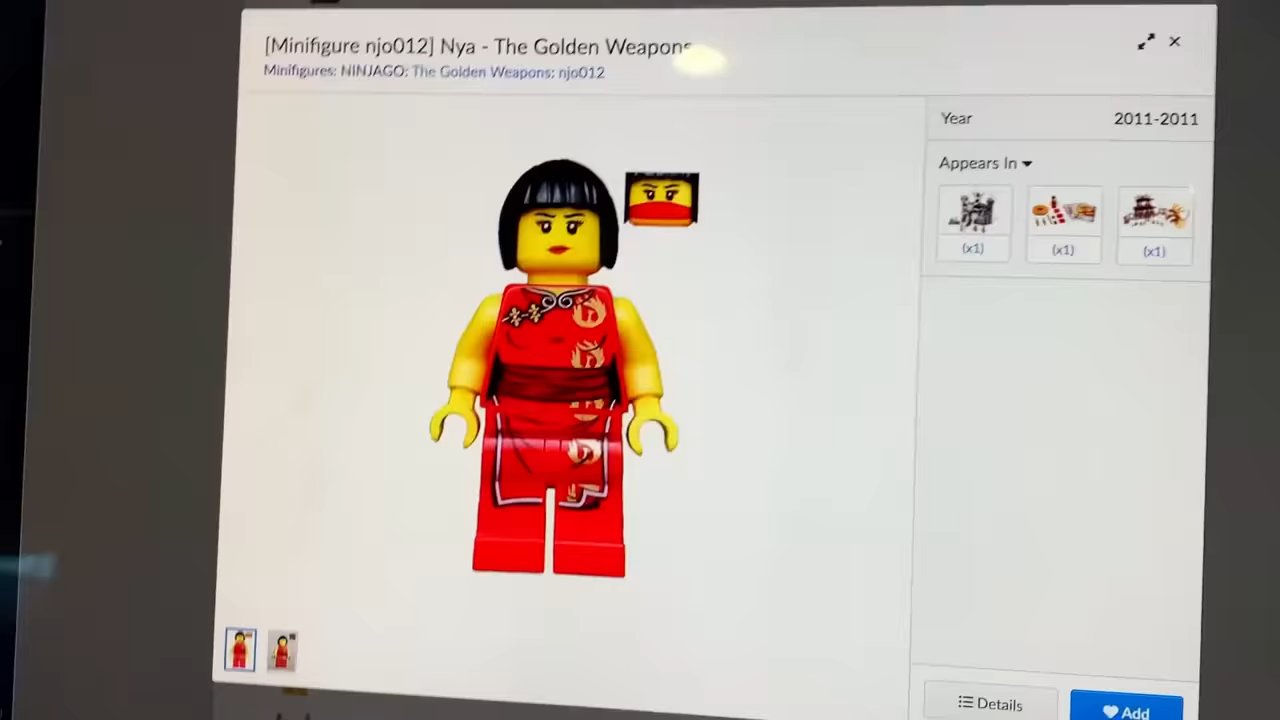 [Minifigure njo012] Nya - The Golden Weapons
Minifigures: NINJAGO: The Golden Weapons: njo012
Year 2011-2011
Appears In
(x1) (x1) (x1)
Details
Add